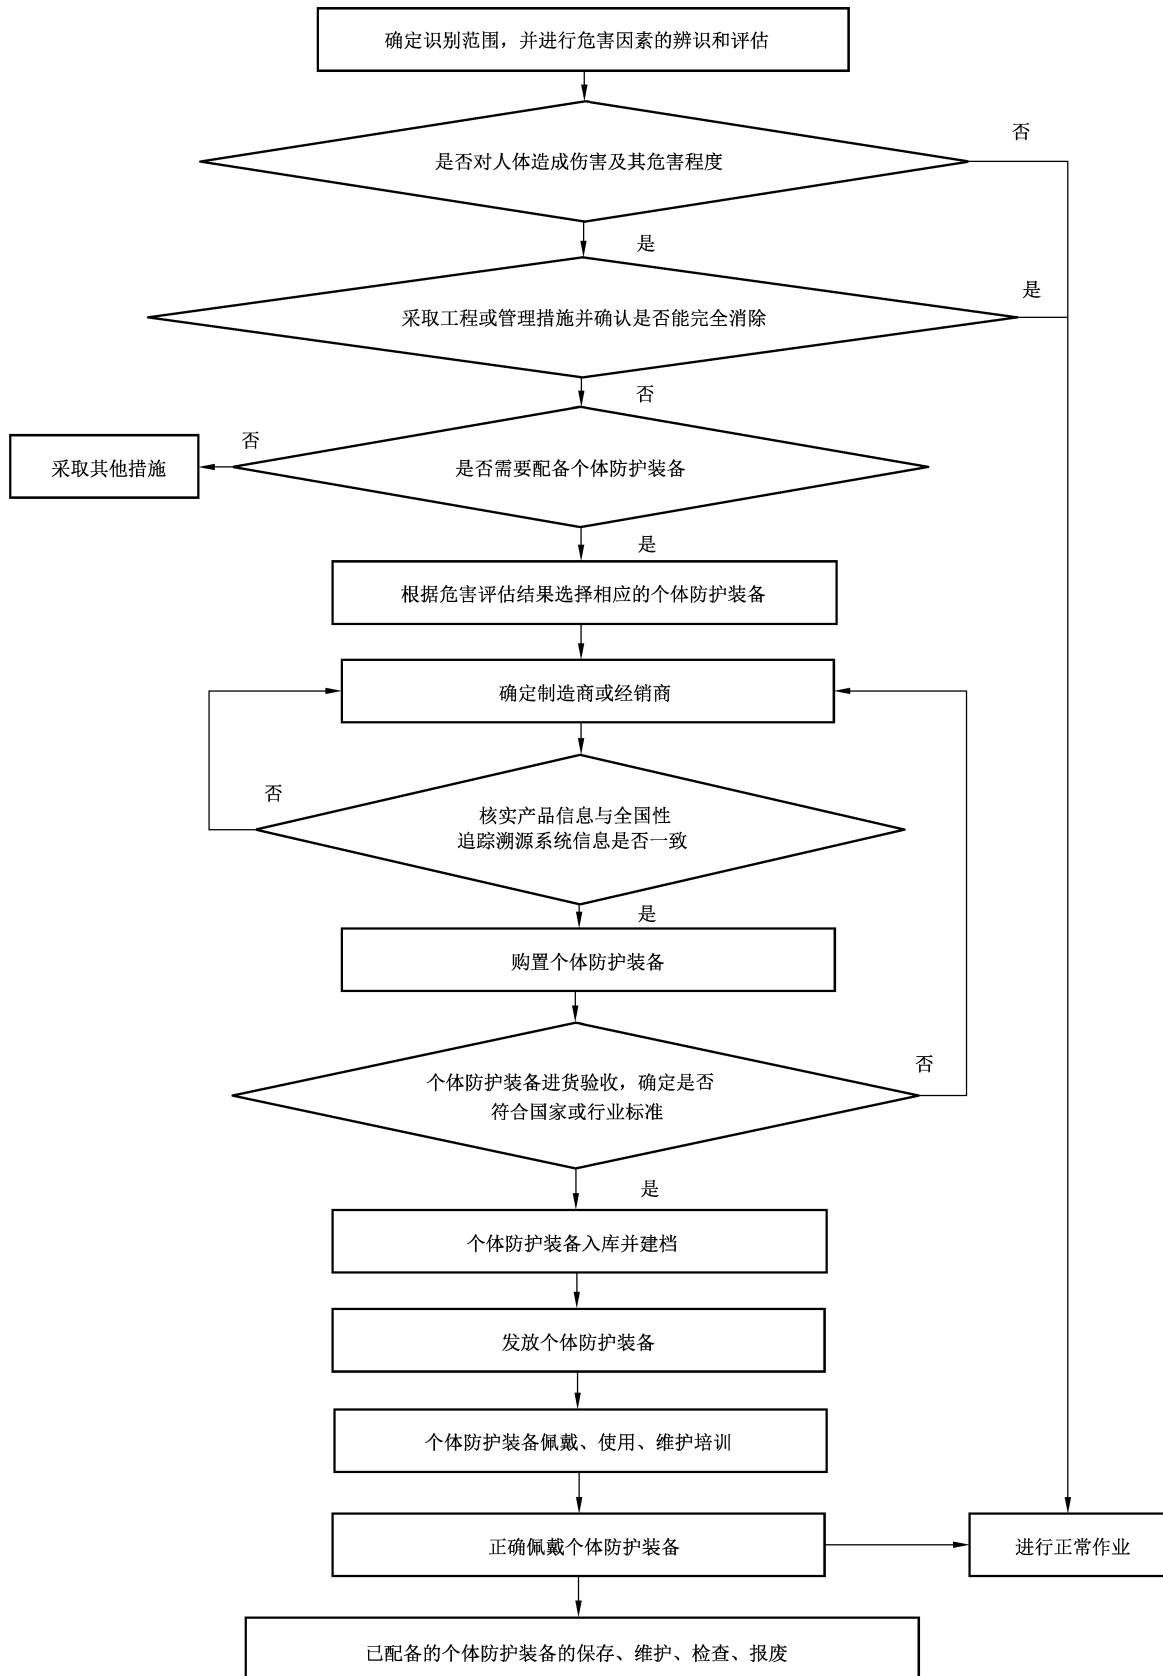 确定识别范围，并进行危害因素的辨识和评估
否
是否对人体造成伤害及其危害程度
是
是
采取工程或管理措施并确认是否能完全消除
否
否
采取其他措施
是否需要配备个体防护装备
是
根据危害评估结果选择相应的个体防护装备
确定制造商或经销商
否
核实产品信息与全国性
追踪溯源系统信息是否一致
是
购置个体防护装备
否
个体防护装备进货验收，确定是否
符合国家或行业标准
是
个体防护装备入库并建档
发放个体防护装备
个体防护装备佩戴、使用、维护培训
正确佩戴个体防护装备
进行正常作业
已配备的个体防护装备的保存、维护、检查、报废